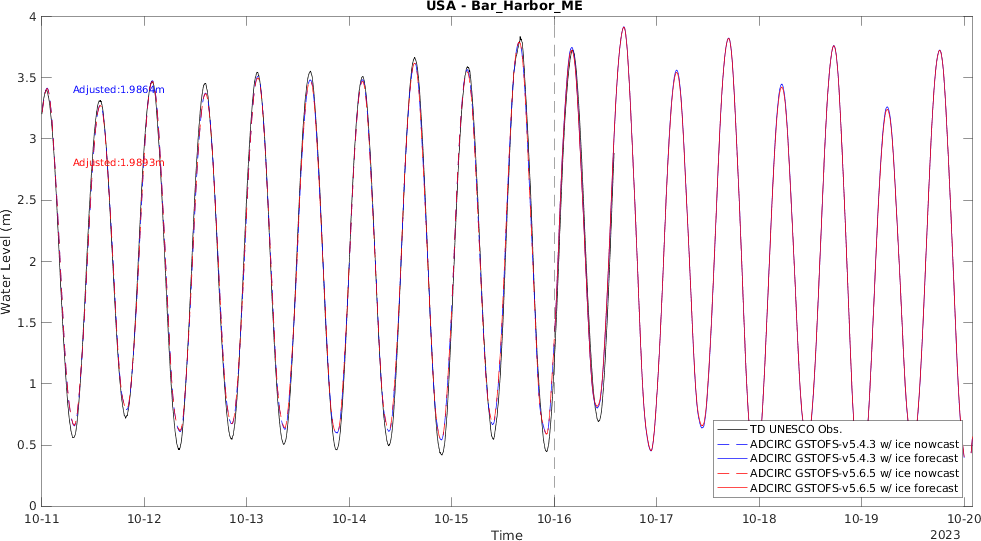 USA - Bar_Harbor_ME
4
3.5
3
2.5
2
1.5
1
0.5
0
Water Level (m)
Adjusted:1.9864m
Adjusted:1.9893m
TD UNESCO Obs.
ADCIRC GSTOFS-v5.4.3 w/ ice nowcast
ADCIRC GSTOFS-v5.4.3 w/ ice forecast
ADCIRC GSTOFS-v5.6.5 w/ ice nowcast
ADCIRC GSTOFS-v5.6.5 w/ ice forecast
10-11 10-12 10-13 10-14 10-15 10-16 10-17 10-18 10-19 10-20
Time
2023